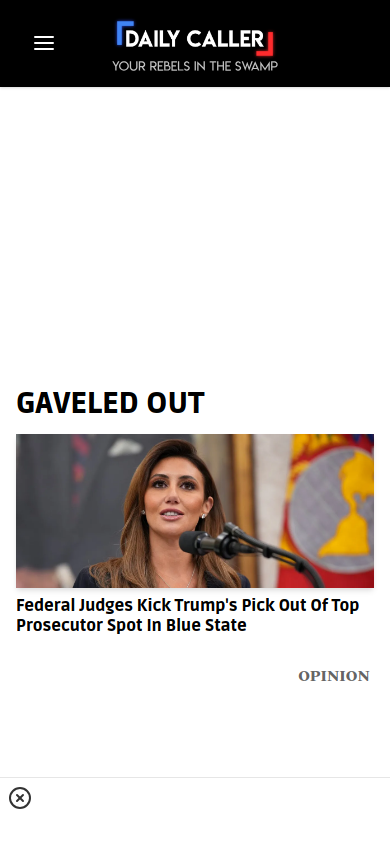 DAILY CALLER
YOUR REBELS IN THE SWAMP
GAVELED OUT
Federal Judges Kick Trump's Pick Out Of Top
Prosecutor Spot In Blue State
OPINION